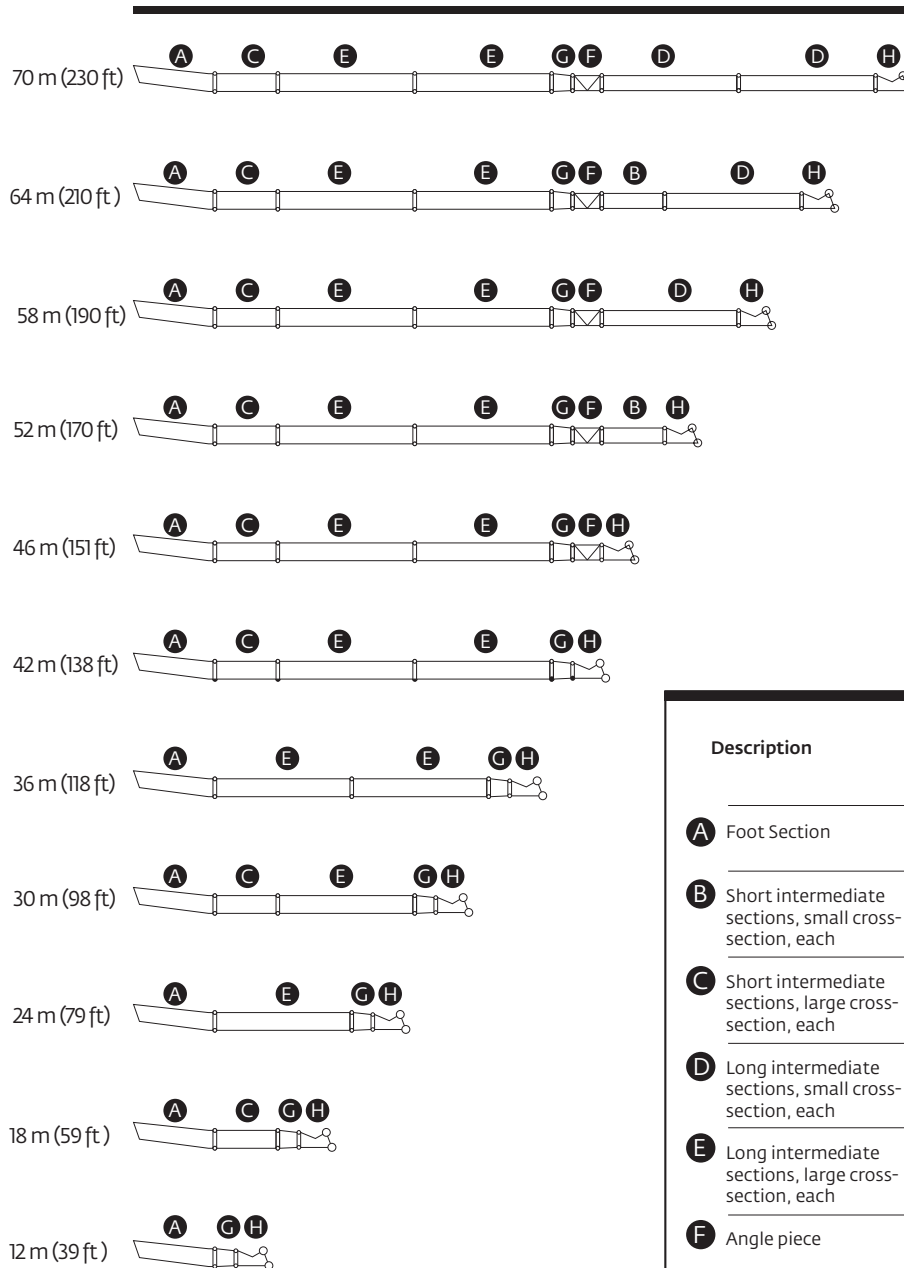 A C E E G F D D H
70 m (230 ft)
A C E E G F B D H
64 m (210 ft )
A C E E G F D H
58 m (190 ft)
A C E E G F B H
52 m (170 ft)
A C E E G F H
46 m (151 ft)
A C E E G H
42 m (138 ft)
A E E G H
36 m (118 ft)
A C E G H
30 m (98 ft)
A E G H
24 m (79 ft)
A C G H
18 m (59 ft )
A G H
12 m (39 ft )
Description
A Foot Section
B Short intermediate
sections, small cross-
section, each
C Short intermediate
sections, large cross-
section, each
D Long intermediate
sections, small cross-
section, each
E Long intermediate
sections, large cross-
section, each
F Angle piece